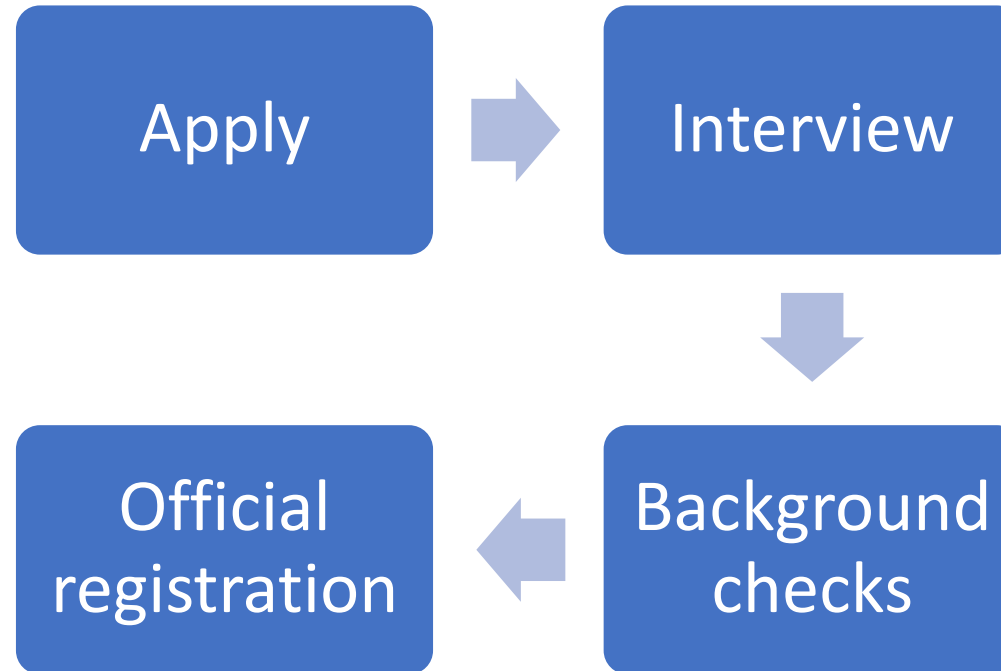 Apply
Interview
Background
checks
Official
registration